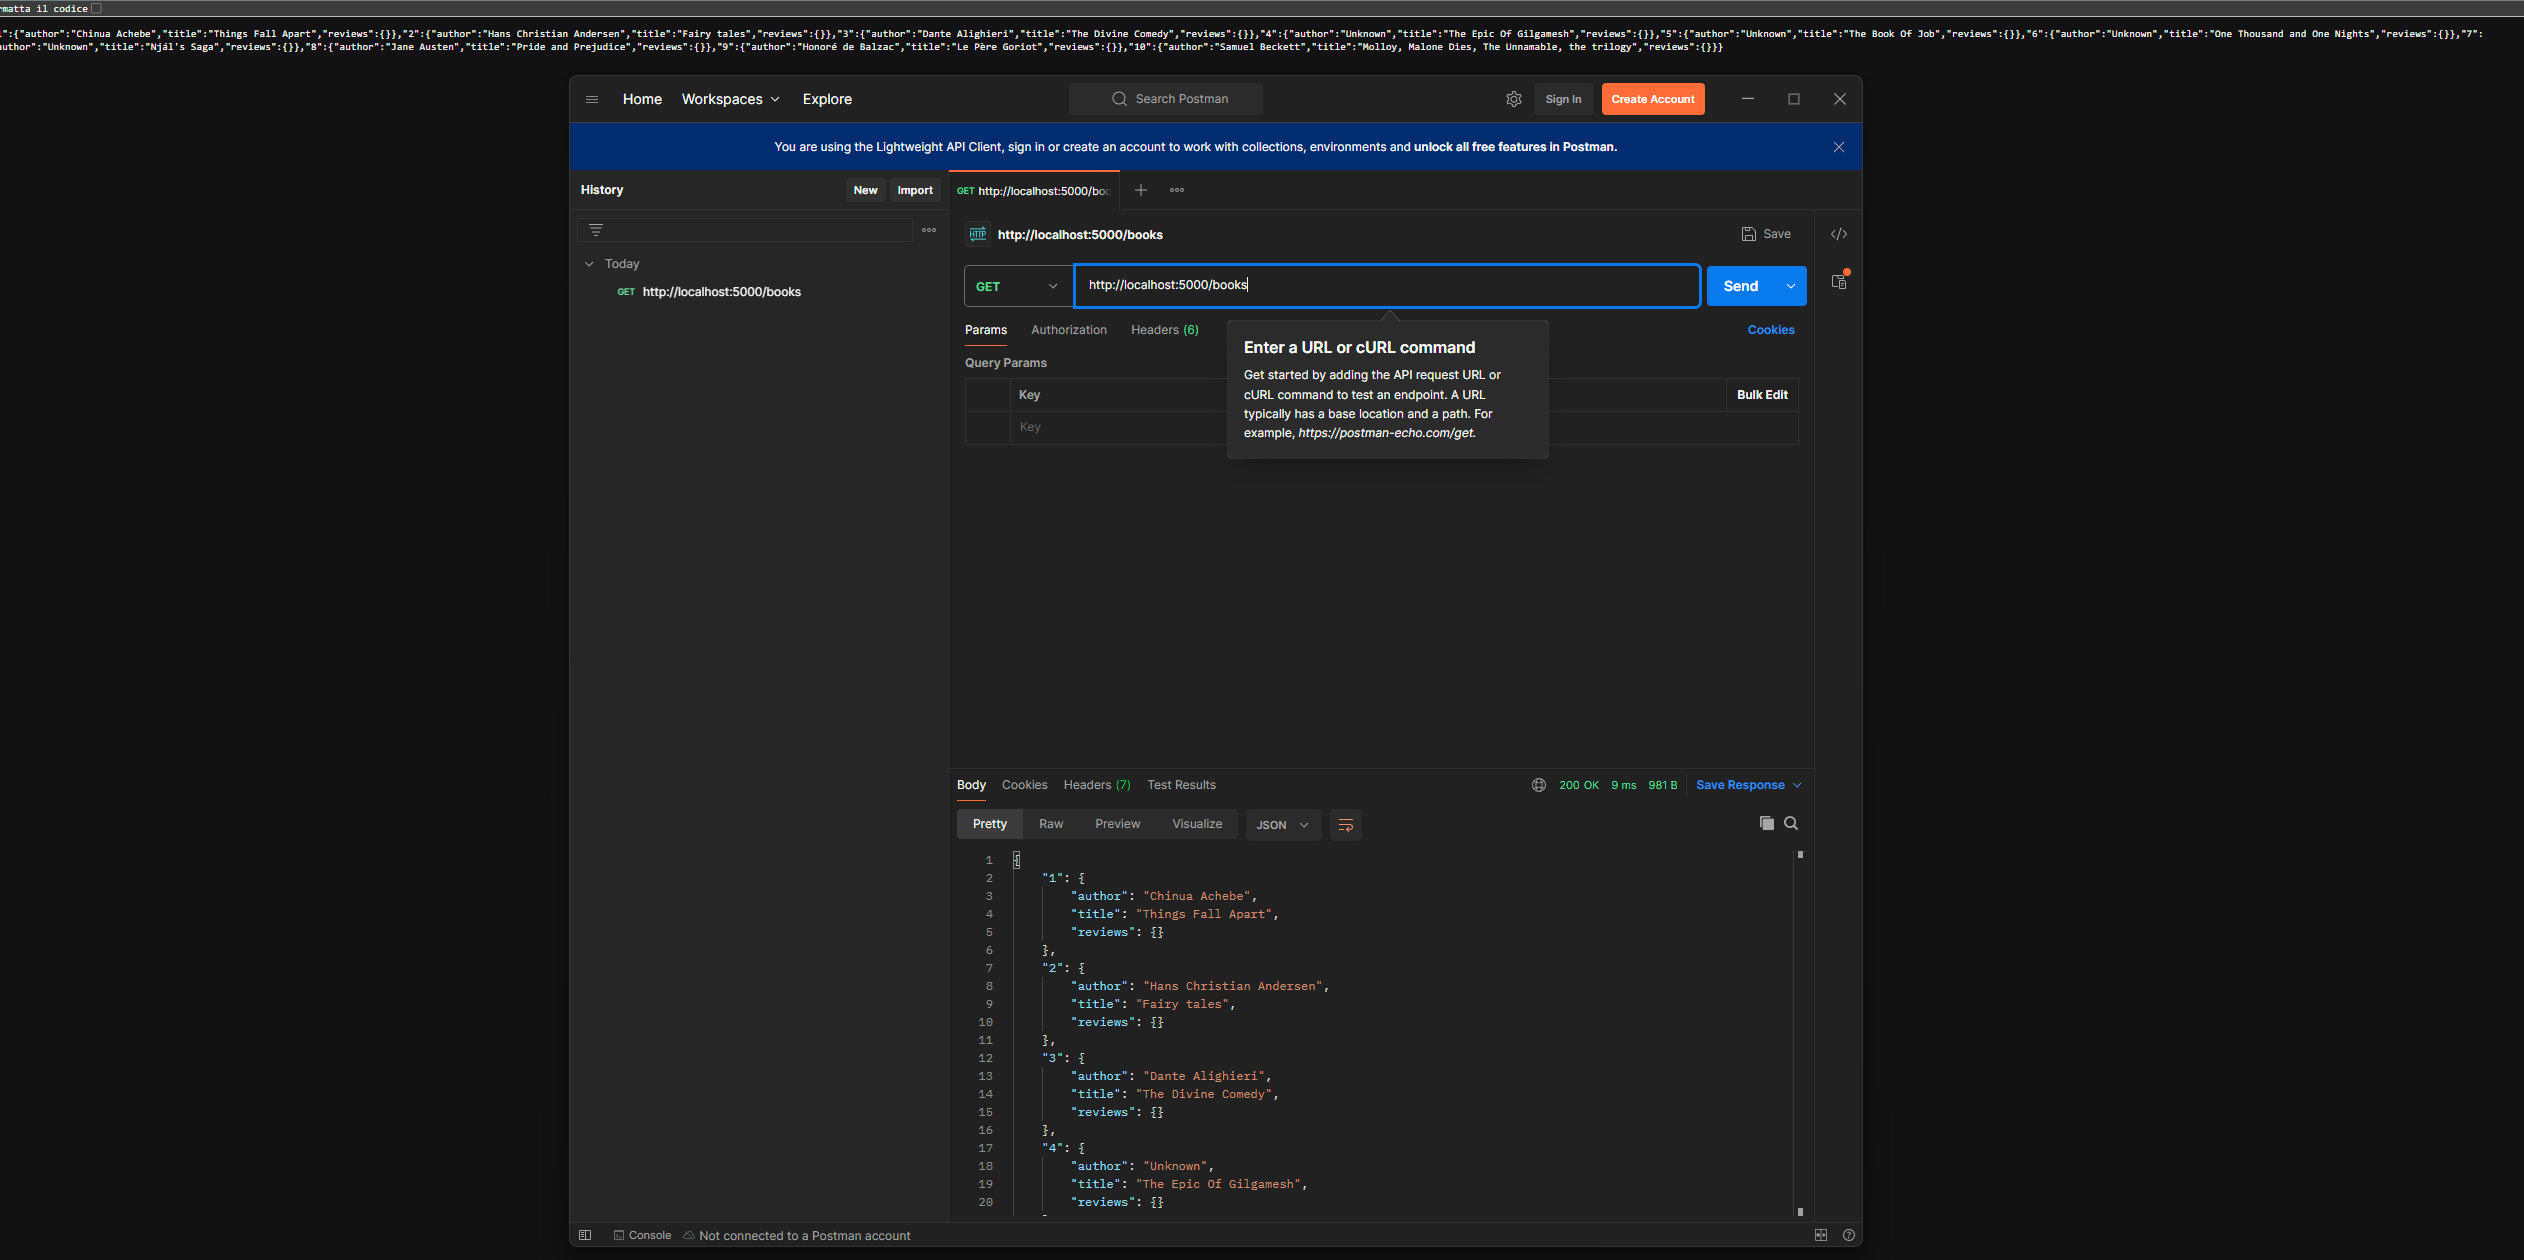 rmatta il codice
":{"author":"Chinua Achebe","title":"Things Fall Apart","reviews":{}},"2":{"author":"Hans Christian Andersen","title":"Fairy tales","reviews":{}},"3":{"author":"Dante Alighieri","title":"The Divine Comedy","reviews":{}},"4":{"author":"Unknown","title":"The Epic Of Gilgamesh","reviews":{}},"5":{"author":"Unknown","title":"The Book Of Job","reviews":{}},"6":{"author":"Unknown","title":"One Thousand and One Nights","reviews":{}},"7":
author":"Unknown","title":"Njál's Saga","reviews":{}},"8":{"author":"Jane Austen","title":"Pride and Prejudice","reviews":{}},"9":{"author":"Honoré de Balzac","title":"Le Père Goriot","reviews":{}},"10":{"author":"Samuel Beckett","title":"Molloy, Malone Dies, The Unnamable, the trilogy","reviews":{}}}
Home Workspaces Explore Search Postman Sign In Create Account
You are using the Lightweight API Client, sign in or create an account to work with collections, environments and unlock all free features in Postman.
History New Import GET http://localhost:5000/boo
HTTP http://localhost:5000/books Save </>
Today
GET http://localhost:5000/books
GET http://localhost:5000/books Send
Params Authorization Headers (6) Cookies
Query Params
Key Bulk Edit
Key
Enter a URL or cURL command
Get started by adding the API request URL or
cURL command to test an endpoint. A URL
typically has a base location and a path. For
example, https://postman-echo.com/get.
Body Cookies Headers (7) Test Results 200 OK 9 ms 981 B Save Response
Pretty Raw Preview Visualize JSON
1 {
2 "1": {
3 "author": "Chinua Achebe",
4 "title": "Things Fall Apart",
5 "reviews": {}
6 },
7 "2": {
8 "author": "Hans Christian Andersen",
9 "title": "Fairy tales",
10 "reviews": {}
11 },
12 "3": {
13 "author": "Dante Alighieri",
14 "title": "The Divine Comedy",
15 "reviews": {}
16 },
17 "4": {
18 "author": "Unknown",
19 "title": "The Epic Of Gilgamesh",
20 "reviews": {}
Console Not connected to a Postman account